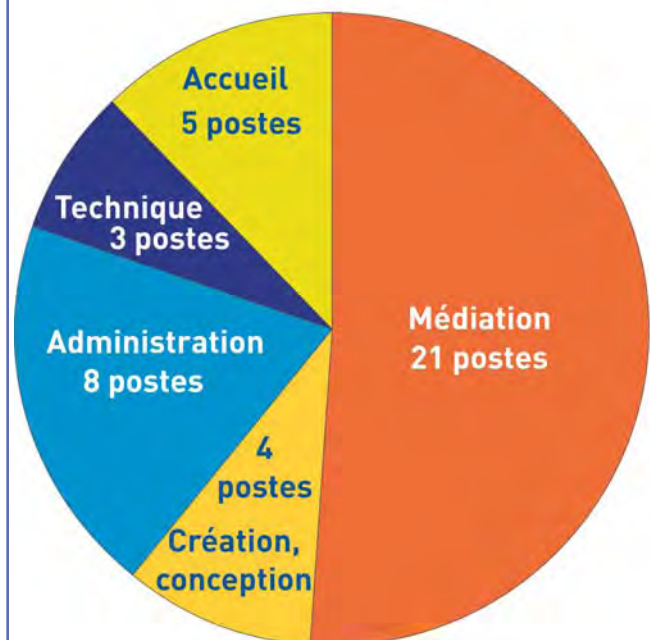 Accueil
5 postes
Technique
3 postes
Médiation
21 postes
Administration
8 postes
4
postes
Création,
conception